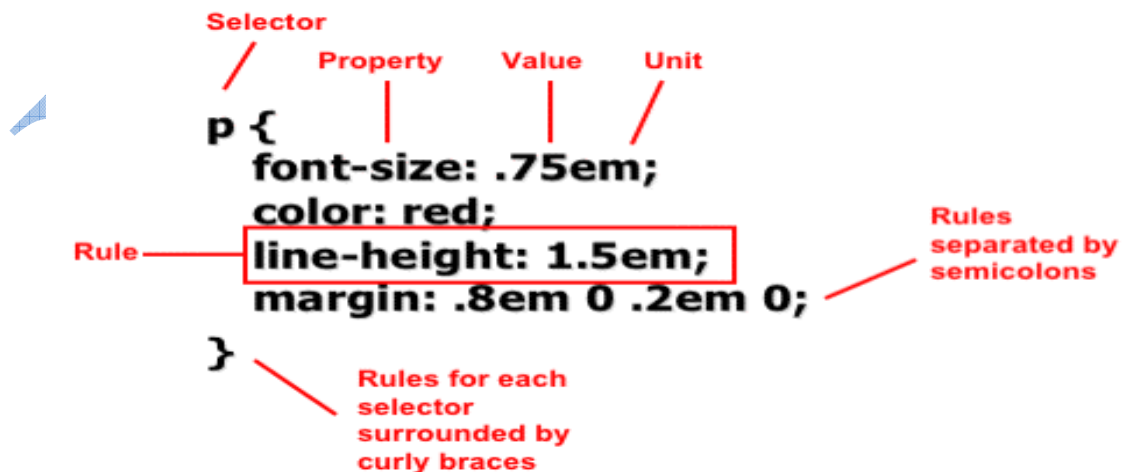 Selector
Property Value Unit
p {
font-size: .75em;
color: red;
Rule
line-height: 1.5em;
margin: .8em 0 .2em 0;
Rules
separated by
semicolons
}
Rules for each
selector
surrounded by
curly braces